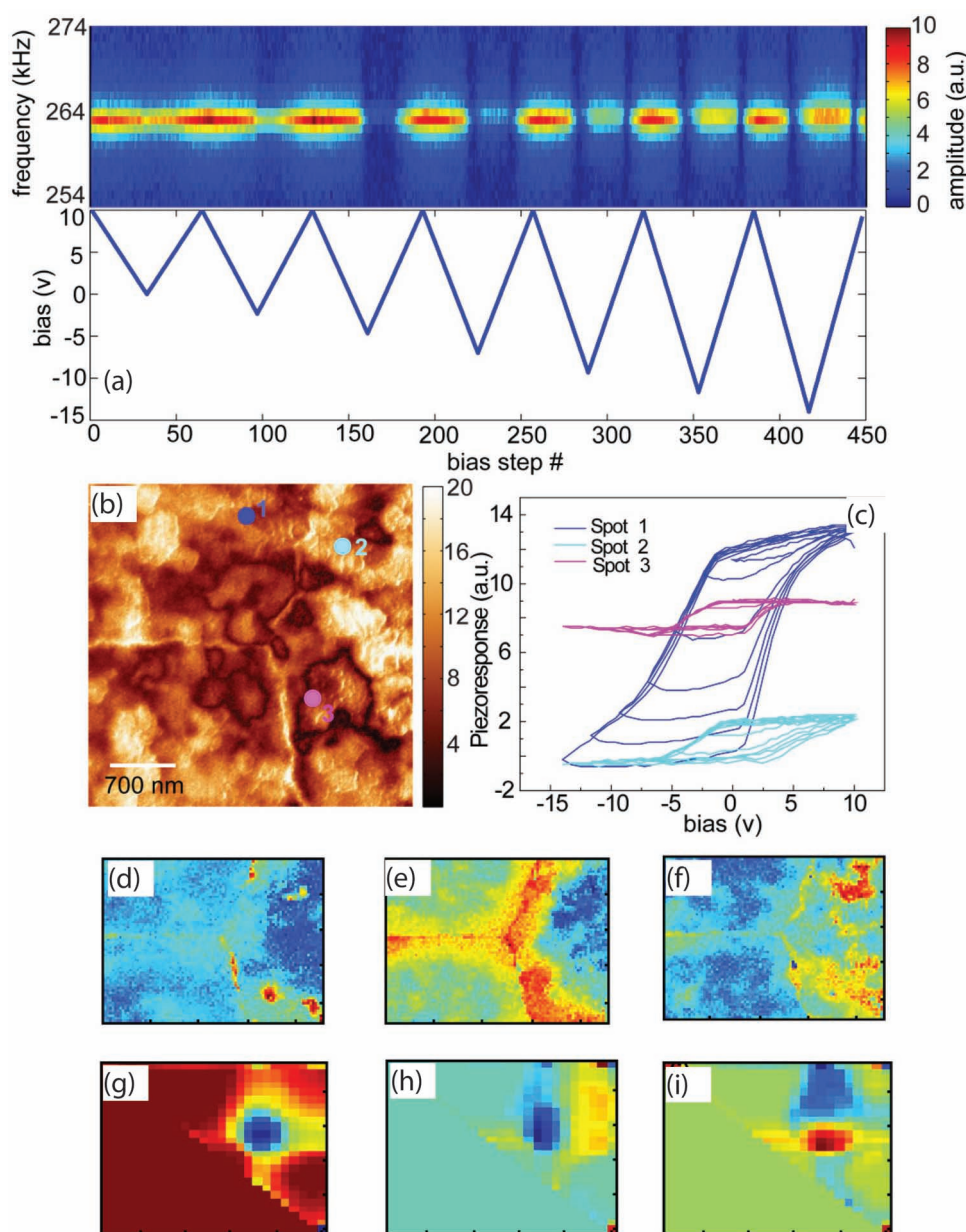 274
264
254
frequency (kHz)
10
8
6
4
2
0
amplitude (a.u.)
10
5
0
-5
-10
-15
bias (v)
(a)
0 50 100 150 200 250 300 350 400 450
bias step #
(b)
1
2
3
700 nm
20
16
12
8
4
Piezoresponse (a.u.)
(c)
Spot 1
Spot 2
Spot 3
14
10
6
2
-2
-15 -10 -5 0 5 10
bias (v)
(d) (e) (f)
(g) (h) (i)